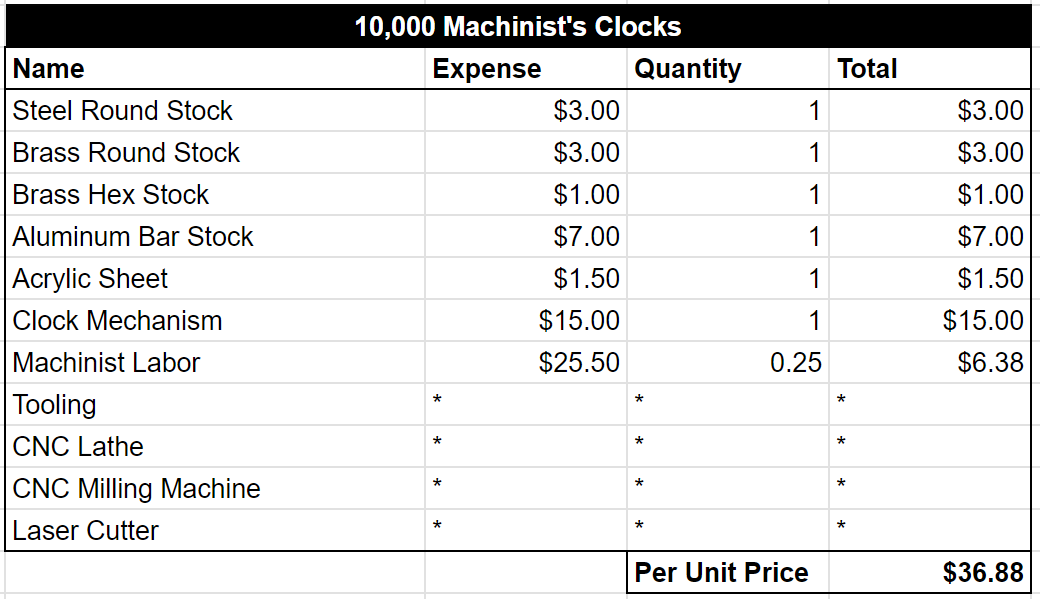 10,000 Machinist's Clocks
Name Expense Quantity Total
Steel Round Stock $3.00 1 $3.00
Brass Round Stock $3.00 1 $3.00
Brass Hex Stock $1.00 1 $1.00
Aluminum Bar Stock $7.00 1 $7.00
Acrylic Sheet $1.50 1 $1.50
Clock Mechanism $15.00 1 $15.00
Machinist Labor $25.50 0.25 $6.38
Tooling * * *
CNC Lathe * * *
CNC Milling Machine * * *
Laser Cutter * * *
Per Unit Price $36.88